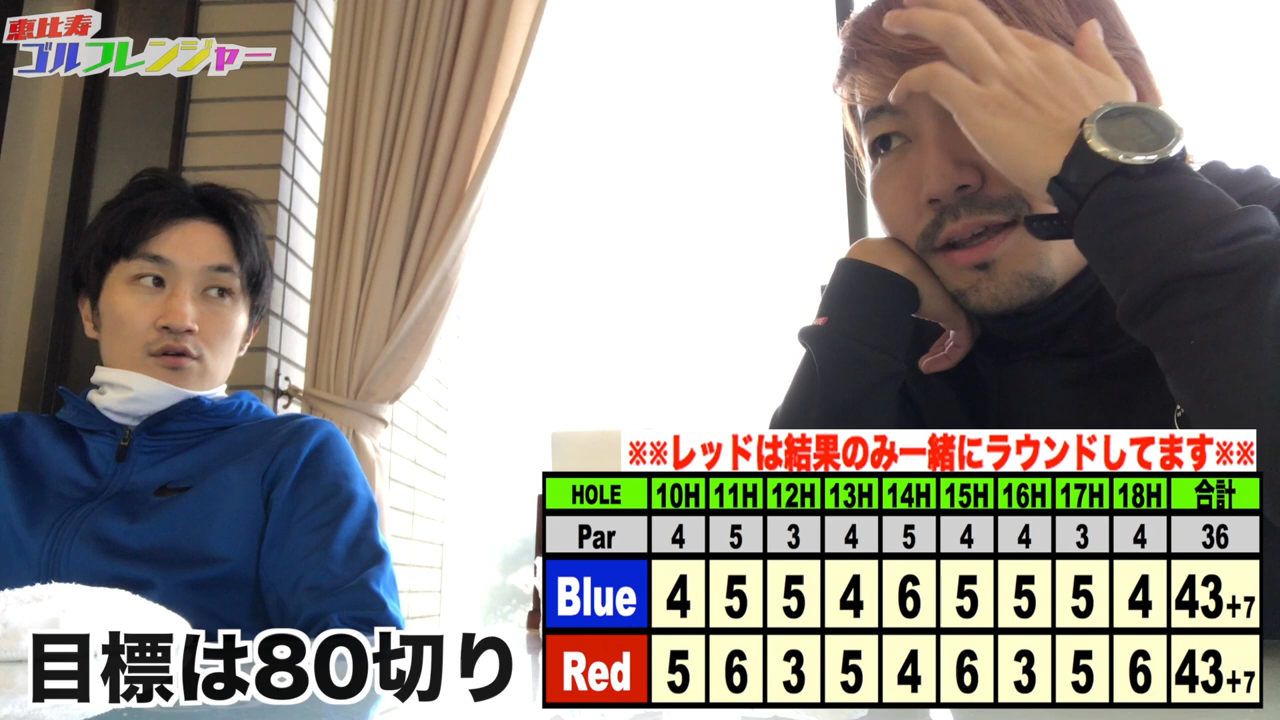 恵比寿
ゴルフレンジャー
※※レッドは結果のみ一緒にラウンドしてます※※
HOLE 10H 11H 12H 13H 14H 15H 16H 17H 18H 合計
Par 4 5 3 4 5 4 4 3 4 36
Blue 4 5 5 4 6 5 5 5 4 43+7
Red 5 6 3 5 4 6 3 5 6 43+7
目標は80切り